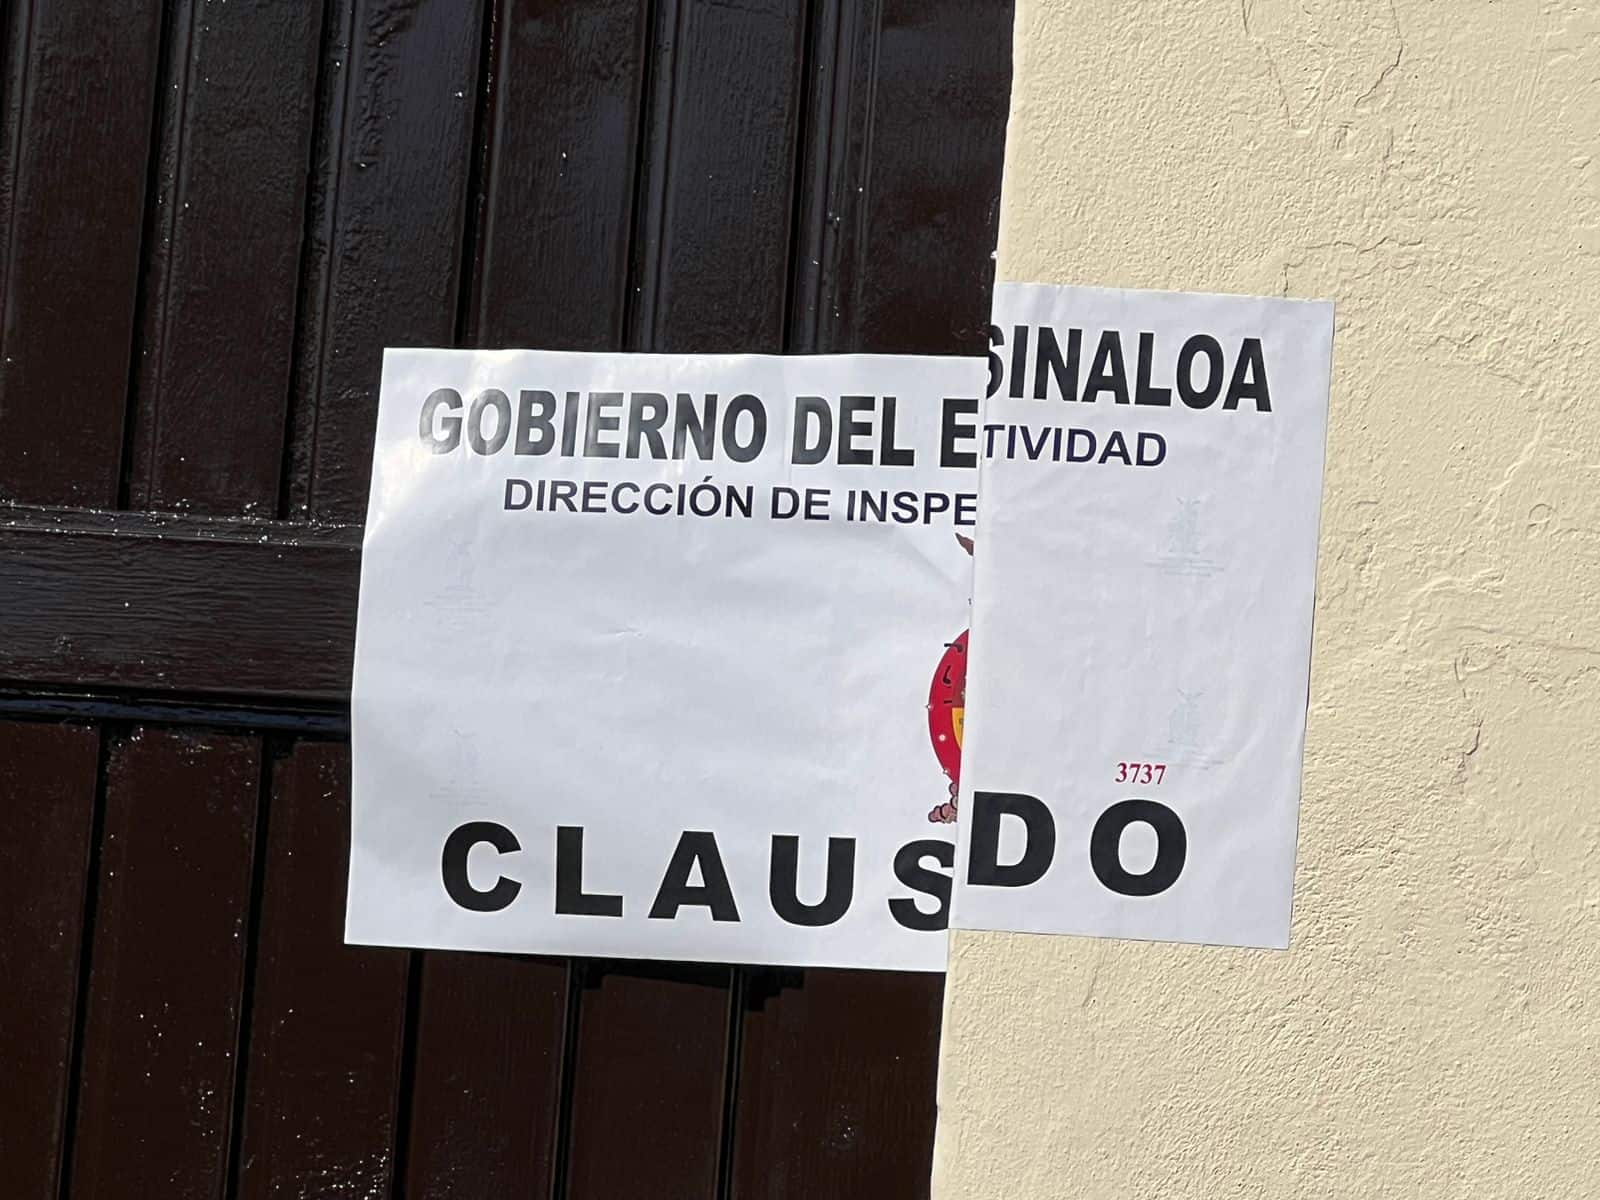 GOBIERNO DEL E SINALOA
DIRECCIÓN DE INSPE TIVIDAD
3737
CLAUS DO